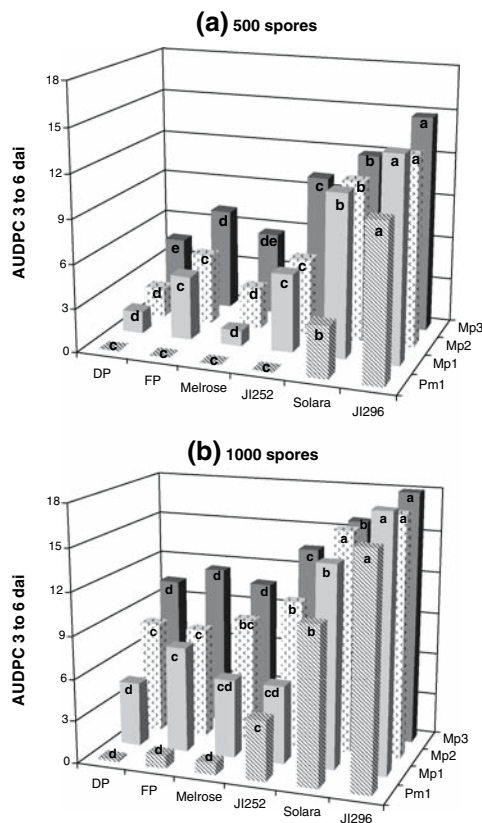 (a) 500 spores
18
15
12
9
6
3
0
AUDPC 3 to 6 dai
e d de c b a
d c d c b a
d c d c b a
c c c c b a
DP FP Melrose JI252 Solara JI296
Mp3
Mp2
Mp1
Pm1
(b) 1000 spores
18
15
12
9
6
3
0
AUDPC 3 to 6 dai
d d d c b a
c c bc b a a
d c cd cd b a
d d d c b a
DP FP Melrose JI252 Solara JI296
Mp3
Mp2
Mp1
Pm1